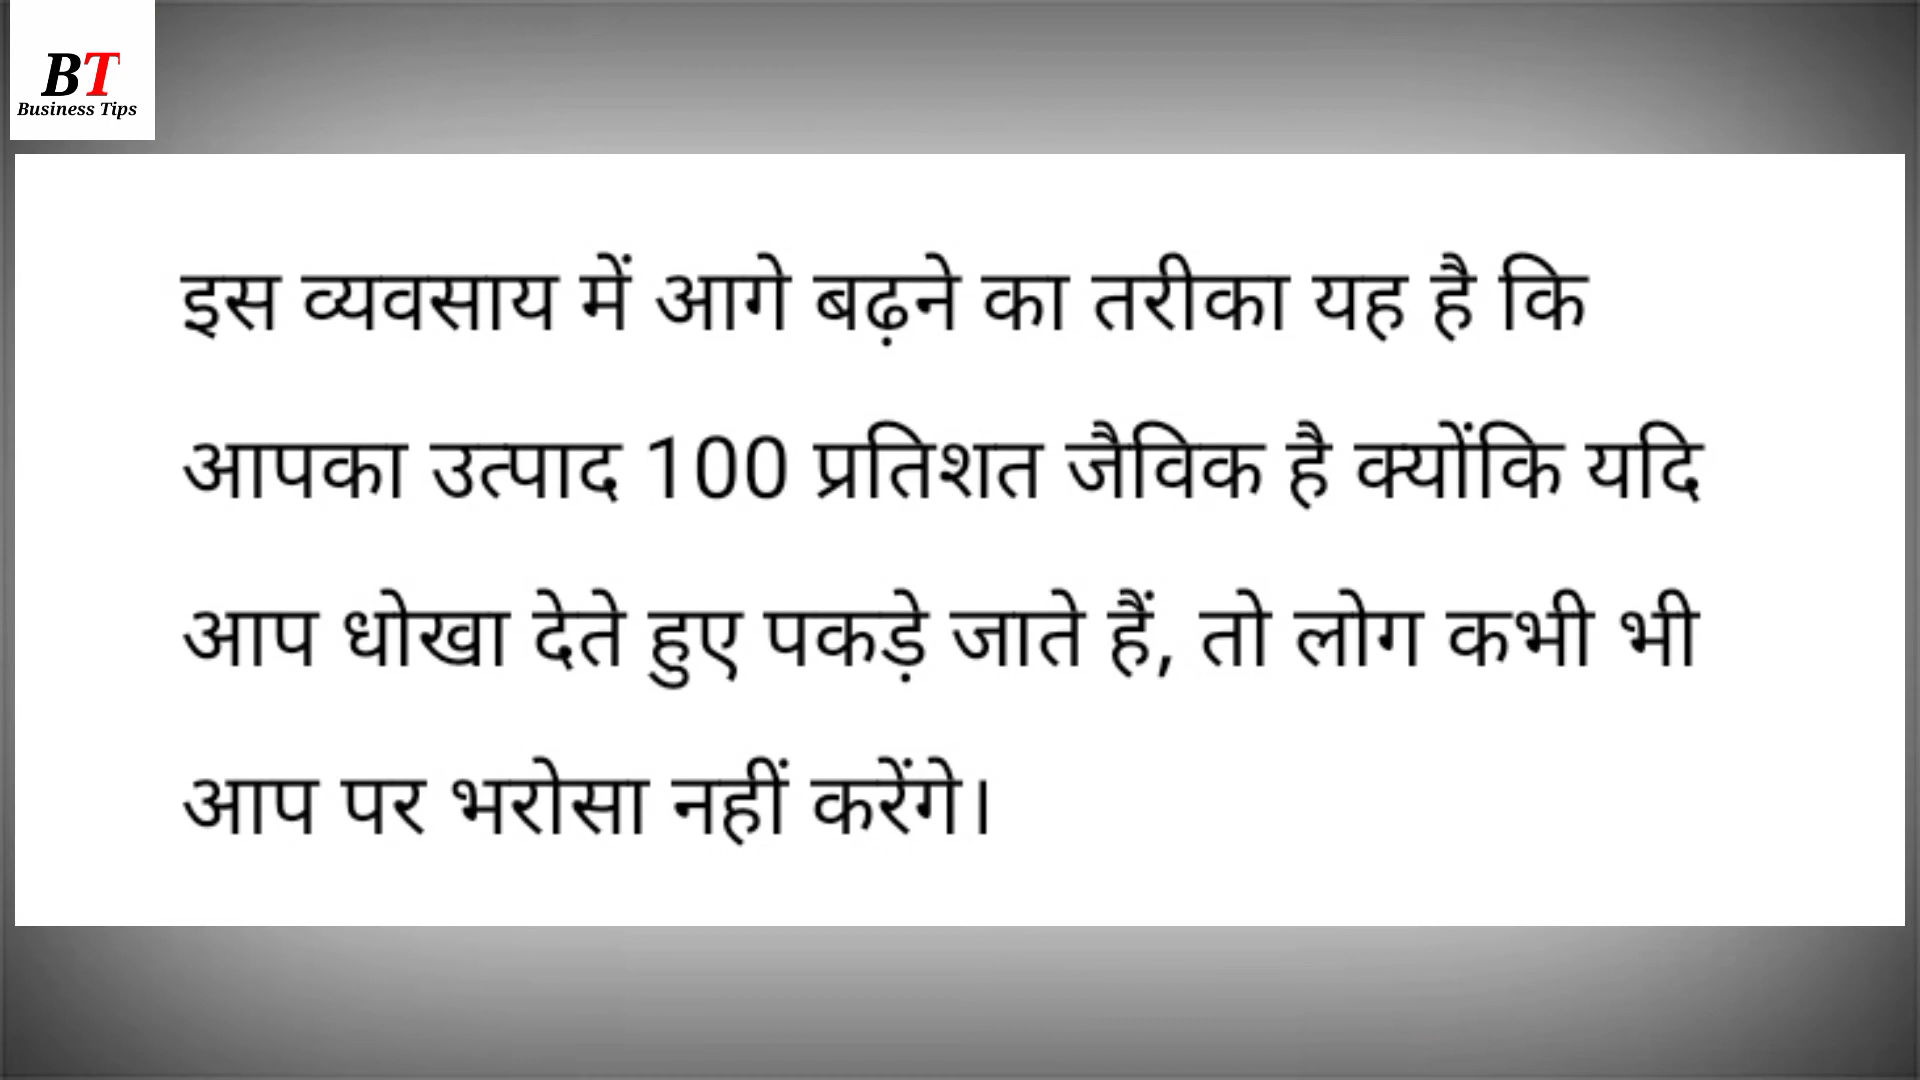 BT
Business Tips
इस व्यवसाय में आगे बढ़ने का तरीका यह है कि
आपका उत्पाद 100 प्रतिशत जैविक है क्योंकि यदि
आप धोखा देते हुए पकड़े जाते हैं, तो लोग कभी भी
आप पर भरोसा नहीं करेंगे।